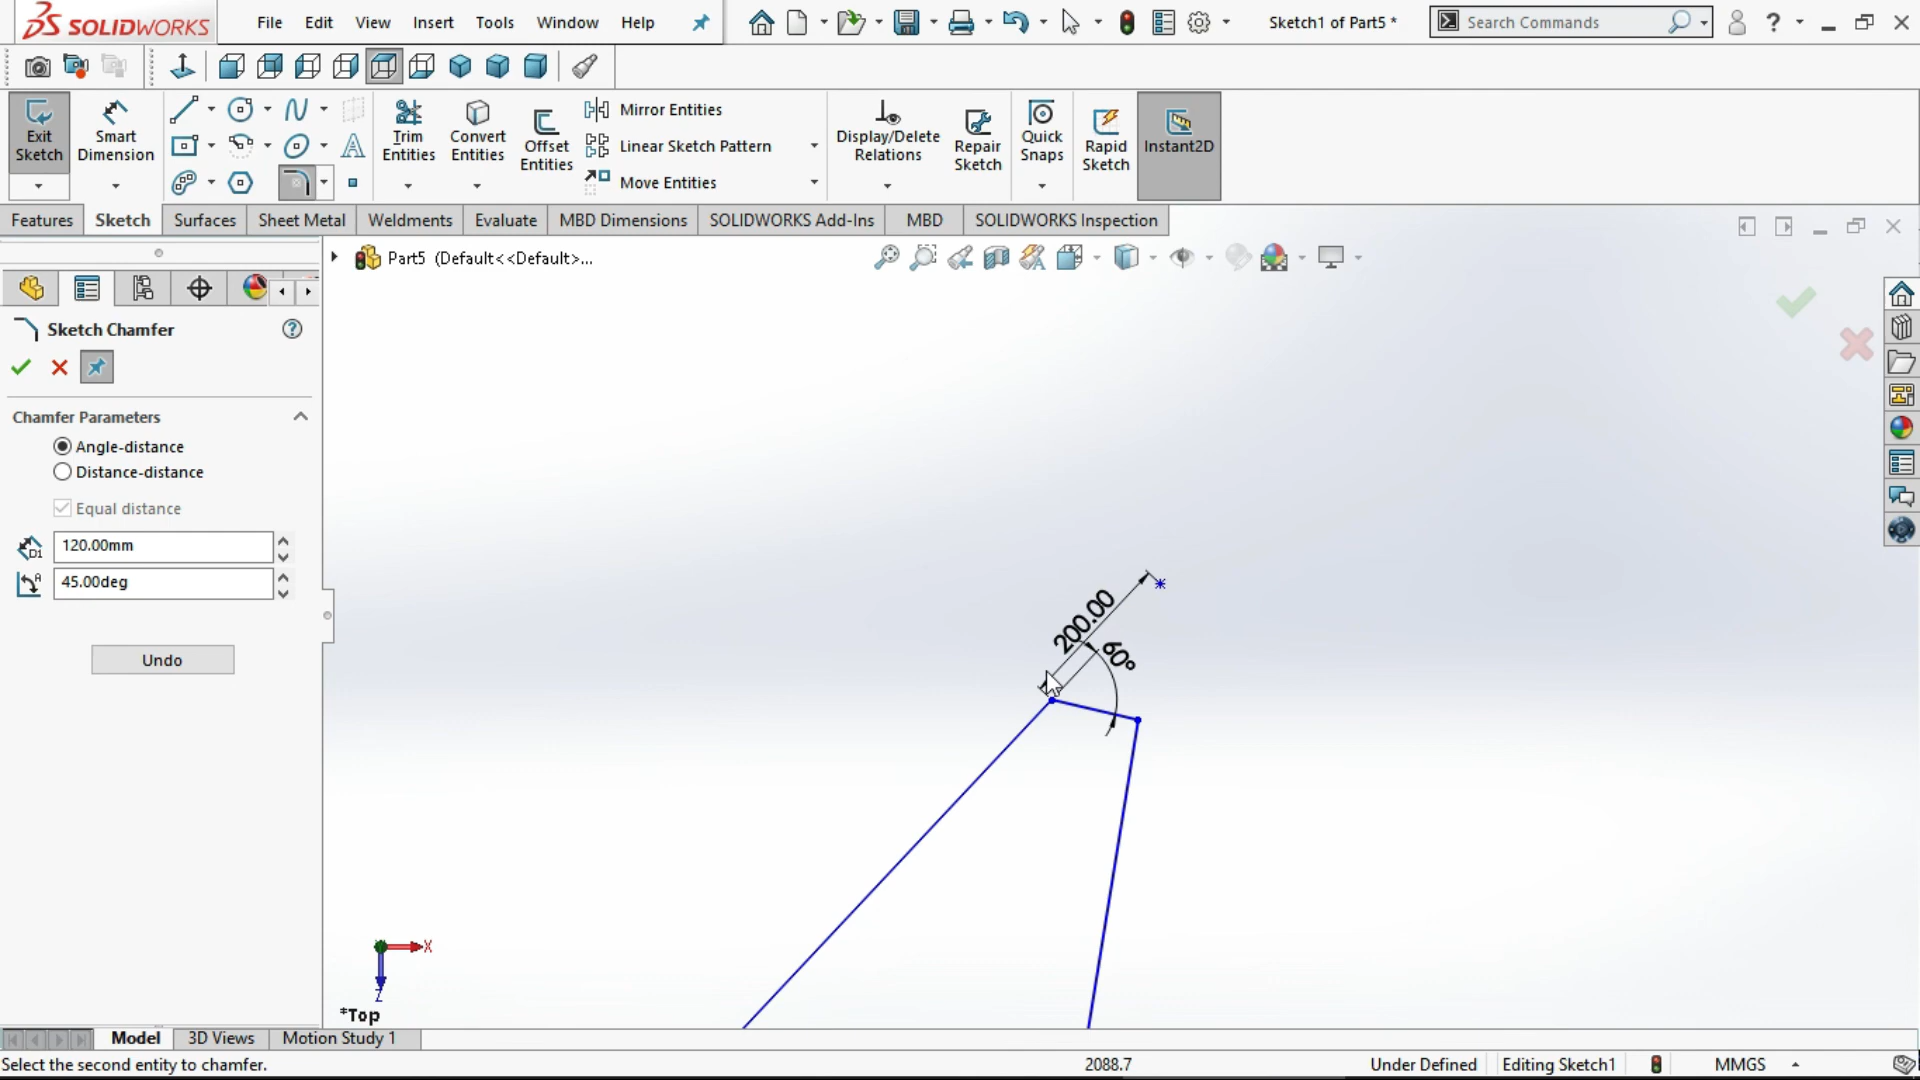 SOLIDWORKS File Edit View Insert Tools Window Help Sketch1 of Part5 * Search Commands ?
Exit Sketch
Smart Dimension
Trim Entities
Convert Entities
Offset Entities
Mirror Entities
Linear Sketch Pattern
Move Entities
Display/Delete Relations
Repair Sketch
Quick Snaps
Rapid Sketch
Instant2D
Features Sketch Surfaces Sheet Metal Weldments Evaluate MBD Dimensions SOLIDWORKS Add-Ins MBD SOLIDWORKS Inspection
Part5 (Default<<Default>...
Sketch Chamfer ?
Chamfer Parameters
Angle-distance
Distance-distance
Equal distance
D1 120.00mm
A 45.00deg
Undo
200.00
60°
X
Z
*Top
Model 3D Views Motion Study 1
Select the second entity to chamfer. 2088.7 Under Defined Editing Sketch1 MMGS